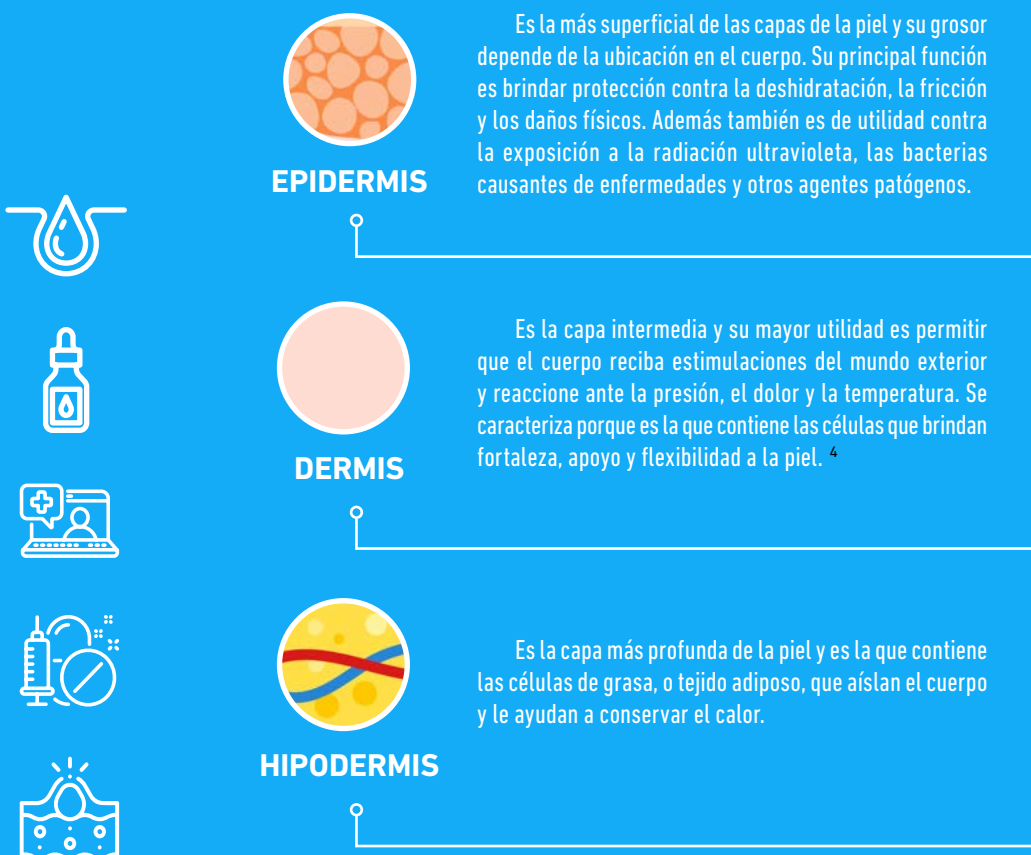 Es la más superficial de las capas de la piel y su grosor
depende de la ubicación en el cuerpo. Su principal función
es brindar protección contra la deshidratación, la fricción
y los daños físicos. Además también es de utilidad contra
la exposición a la radiación ultravioleta, las bacterias
causantes de enfermedades y otros agentes patógenos.
EPIDERMIS
Es la capa intermedia y su mayor utilidad es permitir
que el cuerpo reciba estimulaciones del mundo exterior
y reaccione ante la presión, el dolor y la temperatura. Se
caracteriza porque es la que contiene las células que brindan
fortaleza, apoyo y flexibilidad a la piel. 4
DERMIS
Es la capa más profunda de la piel y es la que contiene
las células de grasa, o tejido adiposo, que aíslan el cuerpo
y le ayudan a conservar el calor.
HIPODERMIS